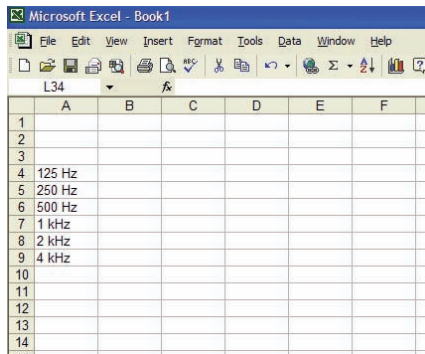 Microsoft Excel - Book1
File Edit View Insert Format Tools Data Window Help
ABC Σ A Z ?
L34 fx
A B C D E F
1
2
3
4 125 Hz
5 250 Hz
6 500 Hz
7 1 kHz
8 2 kHz
9 4 kHz
10
11
12
13
14